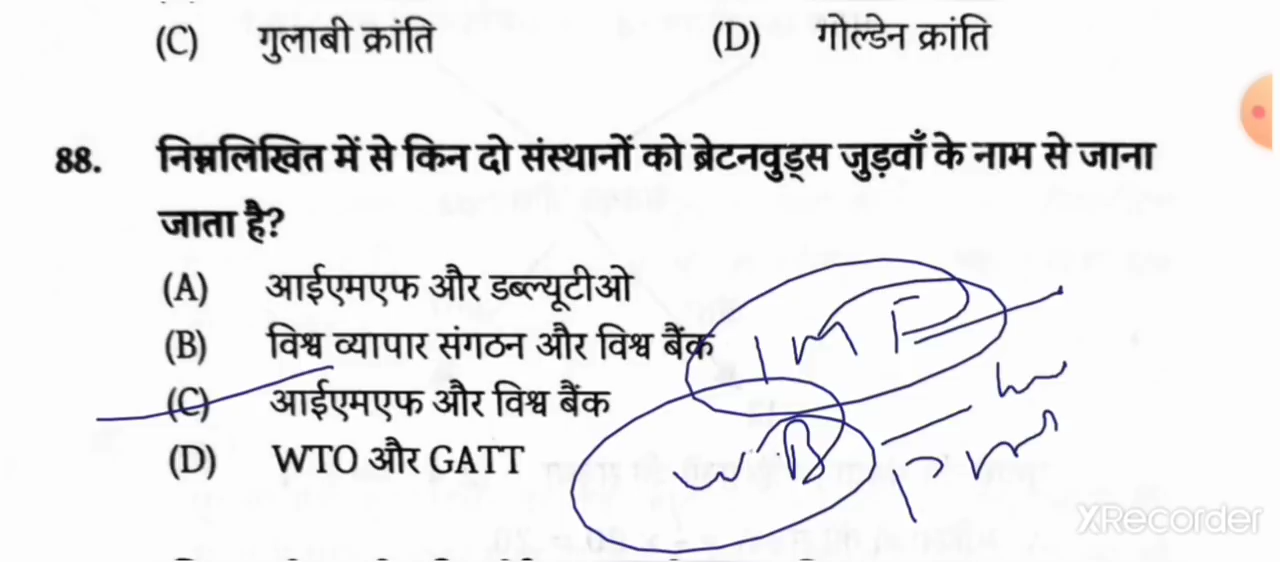 (C) गुलाबी क्रांति (D) गोल्डेन क्रांति
88. निम्नलिखित में से किन दो संस्थानों को ब्रेटनवुड्स जुड़वाँ के नाम से जाना
जाता है?
(A) आईएमएफ और डब्ल्यूटीओ
(B) विश्व व्यापार संगठन और विश्व बैंक
(C) आईएमएफ और विश्व बैंक
(D) WTO और GATT
IMF
WB
XRecorder